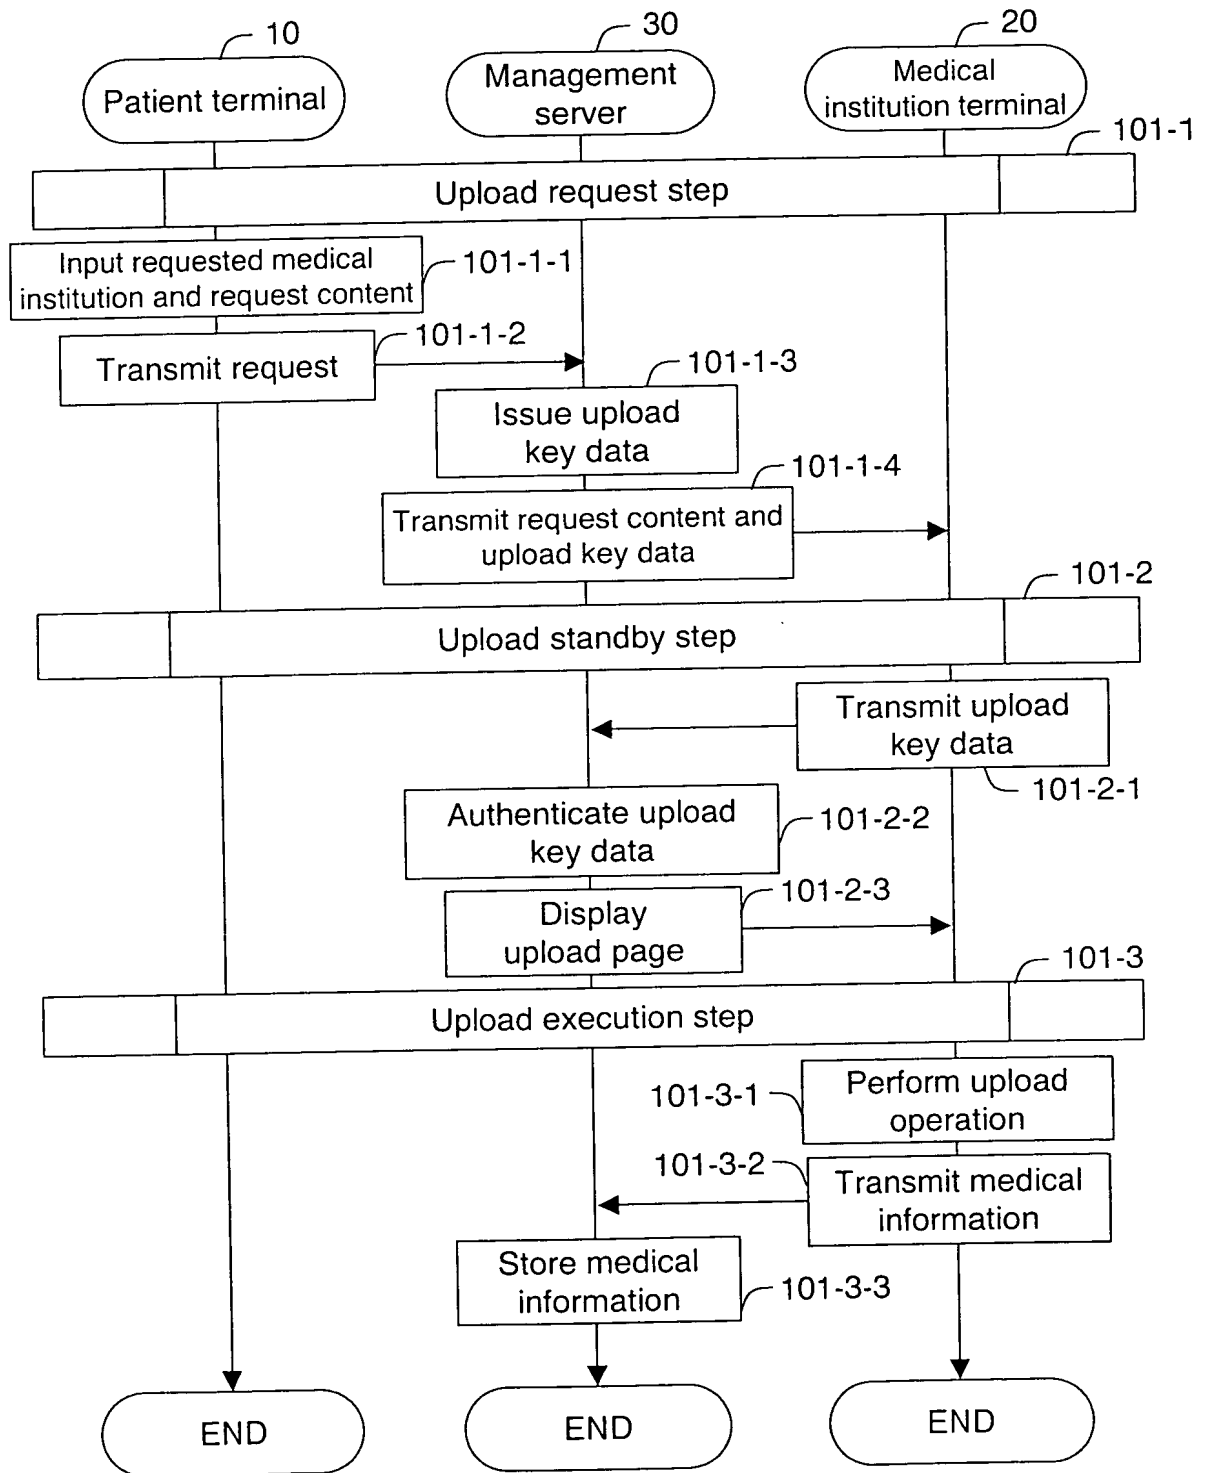 10
30
20
Patient terminal
Management
server
Medical
institution terminal
101-1
Upload request step
Input requested medical
institution and request content
101-1-1
101-1-2
Transmit request
101-1-3
Issue upload
key data
101-1-4
Transmit request content and
upload key data
101-2
Upload standby step
Transmit upload
key data
101-2-1
Authenticate upload
key data
101-2-2
101-2-3
Display
upload page
101-3
Upload execution step
101-3-1
Perform upload
operation
101-3-2
Transmit medical
information
Store medical
information
101-3-3
END
END
END